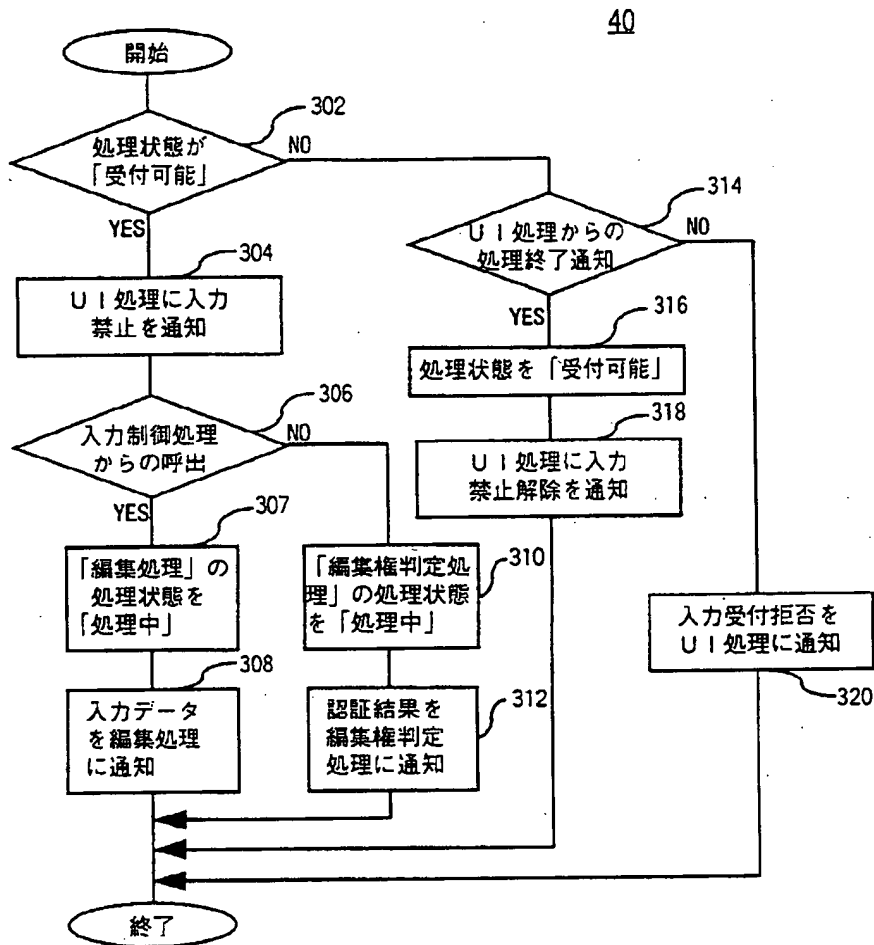 40
開始
302
処理状態が
「受付可能」
NO
YES
304
UI処理に入力
禁止を通知
306
入力制御処理
からの呼出
NO
YES
307
「編集処理」の
処理状態を
「処理中」
308
入力データ
を編集処理
に通知
「編集権判定処
理」の処理状態
を「処理中」
310
認証結果を
編集権判定
処理に通知
312
314
UI処理からの
処理終了通知
NO
YES
316
処理状態を「受付可能」
318
UI処理に入力
禁止解除を通知
入力受付拒否を
UI処理に通知
320
終了